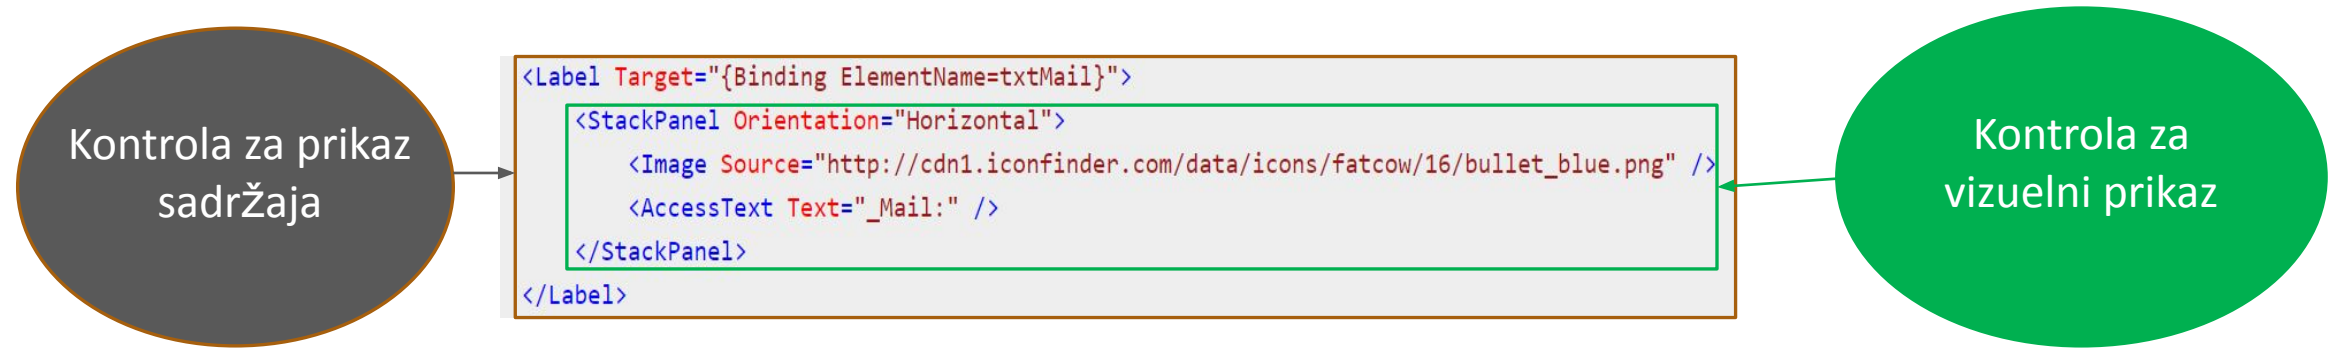 Kontrola za prikaz
sadržaja
<Label Target="{Binding ElementName=txtMail}">
<StackPanel Orientation="Horizontal">
<Image Source="http://cdn1.iconfinder.com/data/icons/fatcow/16/bullet_blue.png" />
<AccessText Text="_Mail:" />
</StackPanel>
</Label>
Kontrola za
vizuelni prikaz